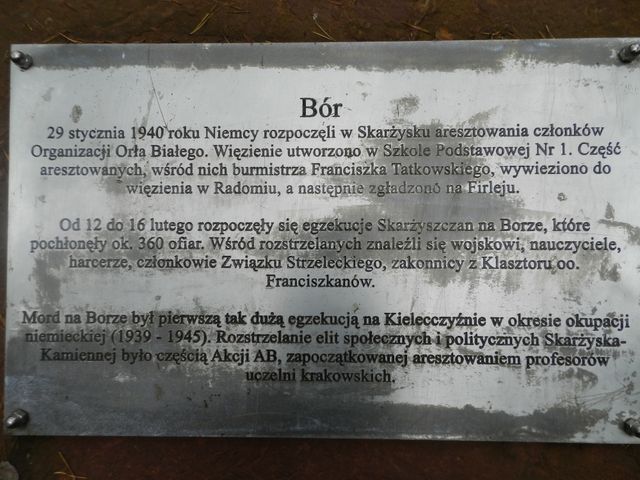 Bór
29 stycznia 1940 roku Niemcy rozpoczęli w Skarżysku aresztowania członków
Organizacji Orła Białego. Więzienie utworzono w Szkole Podstawowej Nr 1. Część
aresztowanych, wśród nich burmistrza Franciszka Tatkowskiego, wywieziono do
więzienia w Radomiu, a następnie zgładzono na Firleju.
Od 12 do 16 lutego rozpoczęły się egzekucje Skarżyszczan na Borze, które
pochłonęły ok. 360 ofiar. Wśród rozstrzelanych znaleźli się wojskowi, nauczyciele,
harcerze, członkowie Związku Strzeleckiego, zakonnicy z Klasztoru oo.
Franciszkanów.
Mord na Borze był pierwszą tak dużą egzekucją na Kielecczyźnie w okresie okupacji
niemieckiej (1939 - 1945). Rozstrzelanie elit społecznych i politycznych Skarżyska-
Kamiennej było częścią Akcji AB, zapoczątkowanej aresztowaniem profesorów
uczelni krakowskich.